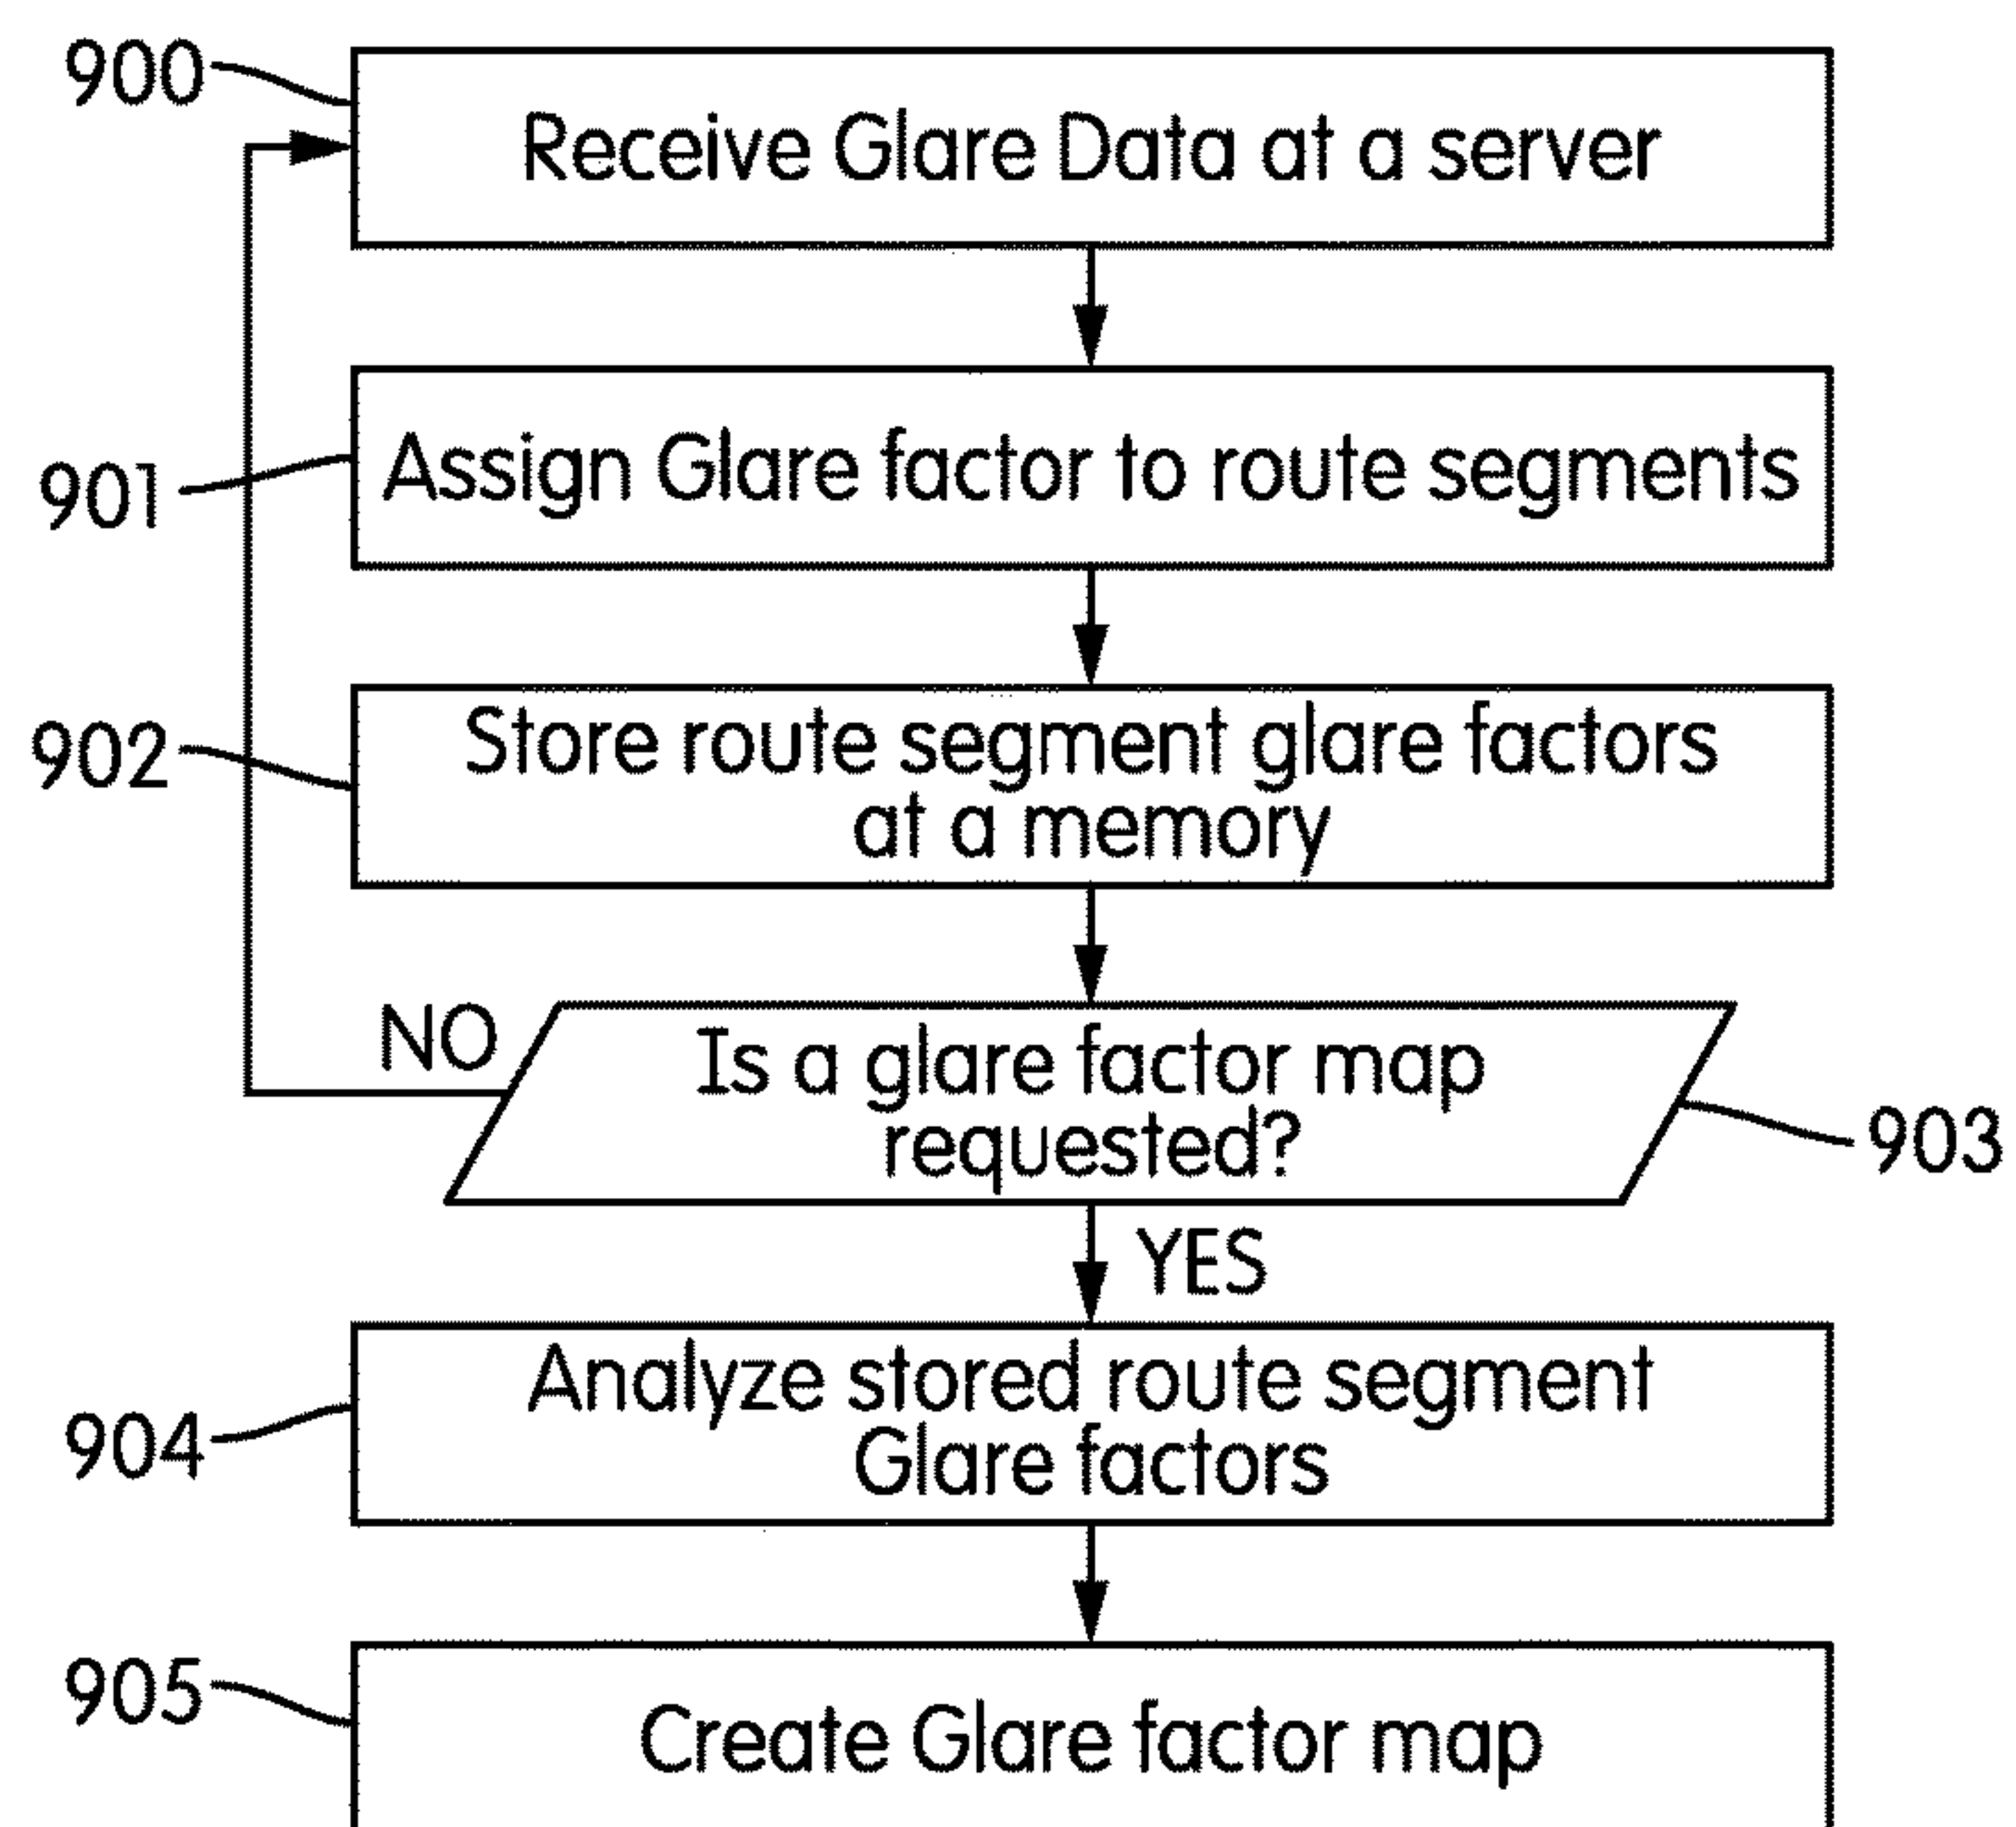 900
Receive Glare Data at a server
901
Assign Glare factor to route segments
902
Store route segment glare factors
at a memory
NO
Is a glare factor map
requested?
903
YES
904
Analyze stored route segment
Glare factors
905
Create Glare factor map